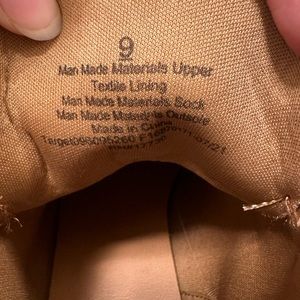 9
Man Made Materials Upper
Textile Lining
Man Made Materials Sock
Man Made Materials Outsole
Made in China